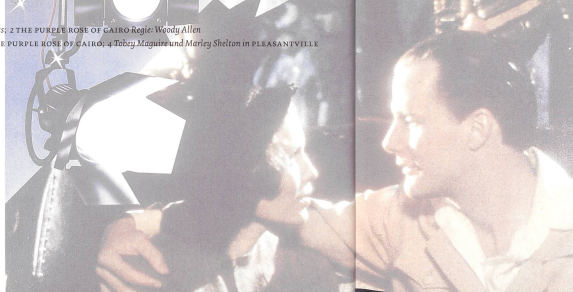 s; 2 THE PURPLE ROSE OF CAIRO Regie: Woody Allen
E PURPLE ROSE OF CAIRO; 4 Tobey Maguire und Marley Shelton in PLEASANTVILLE